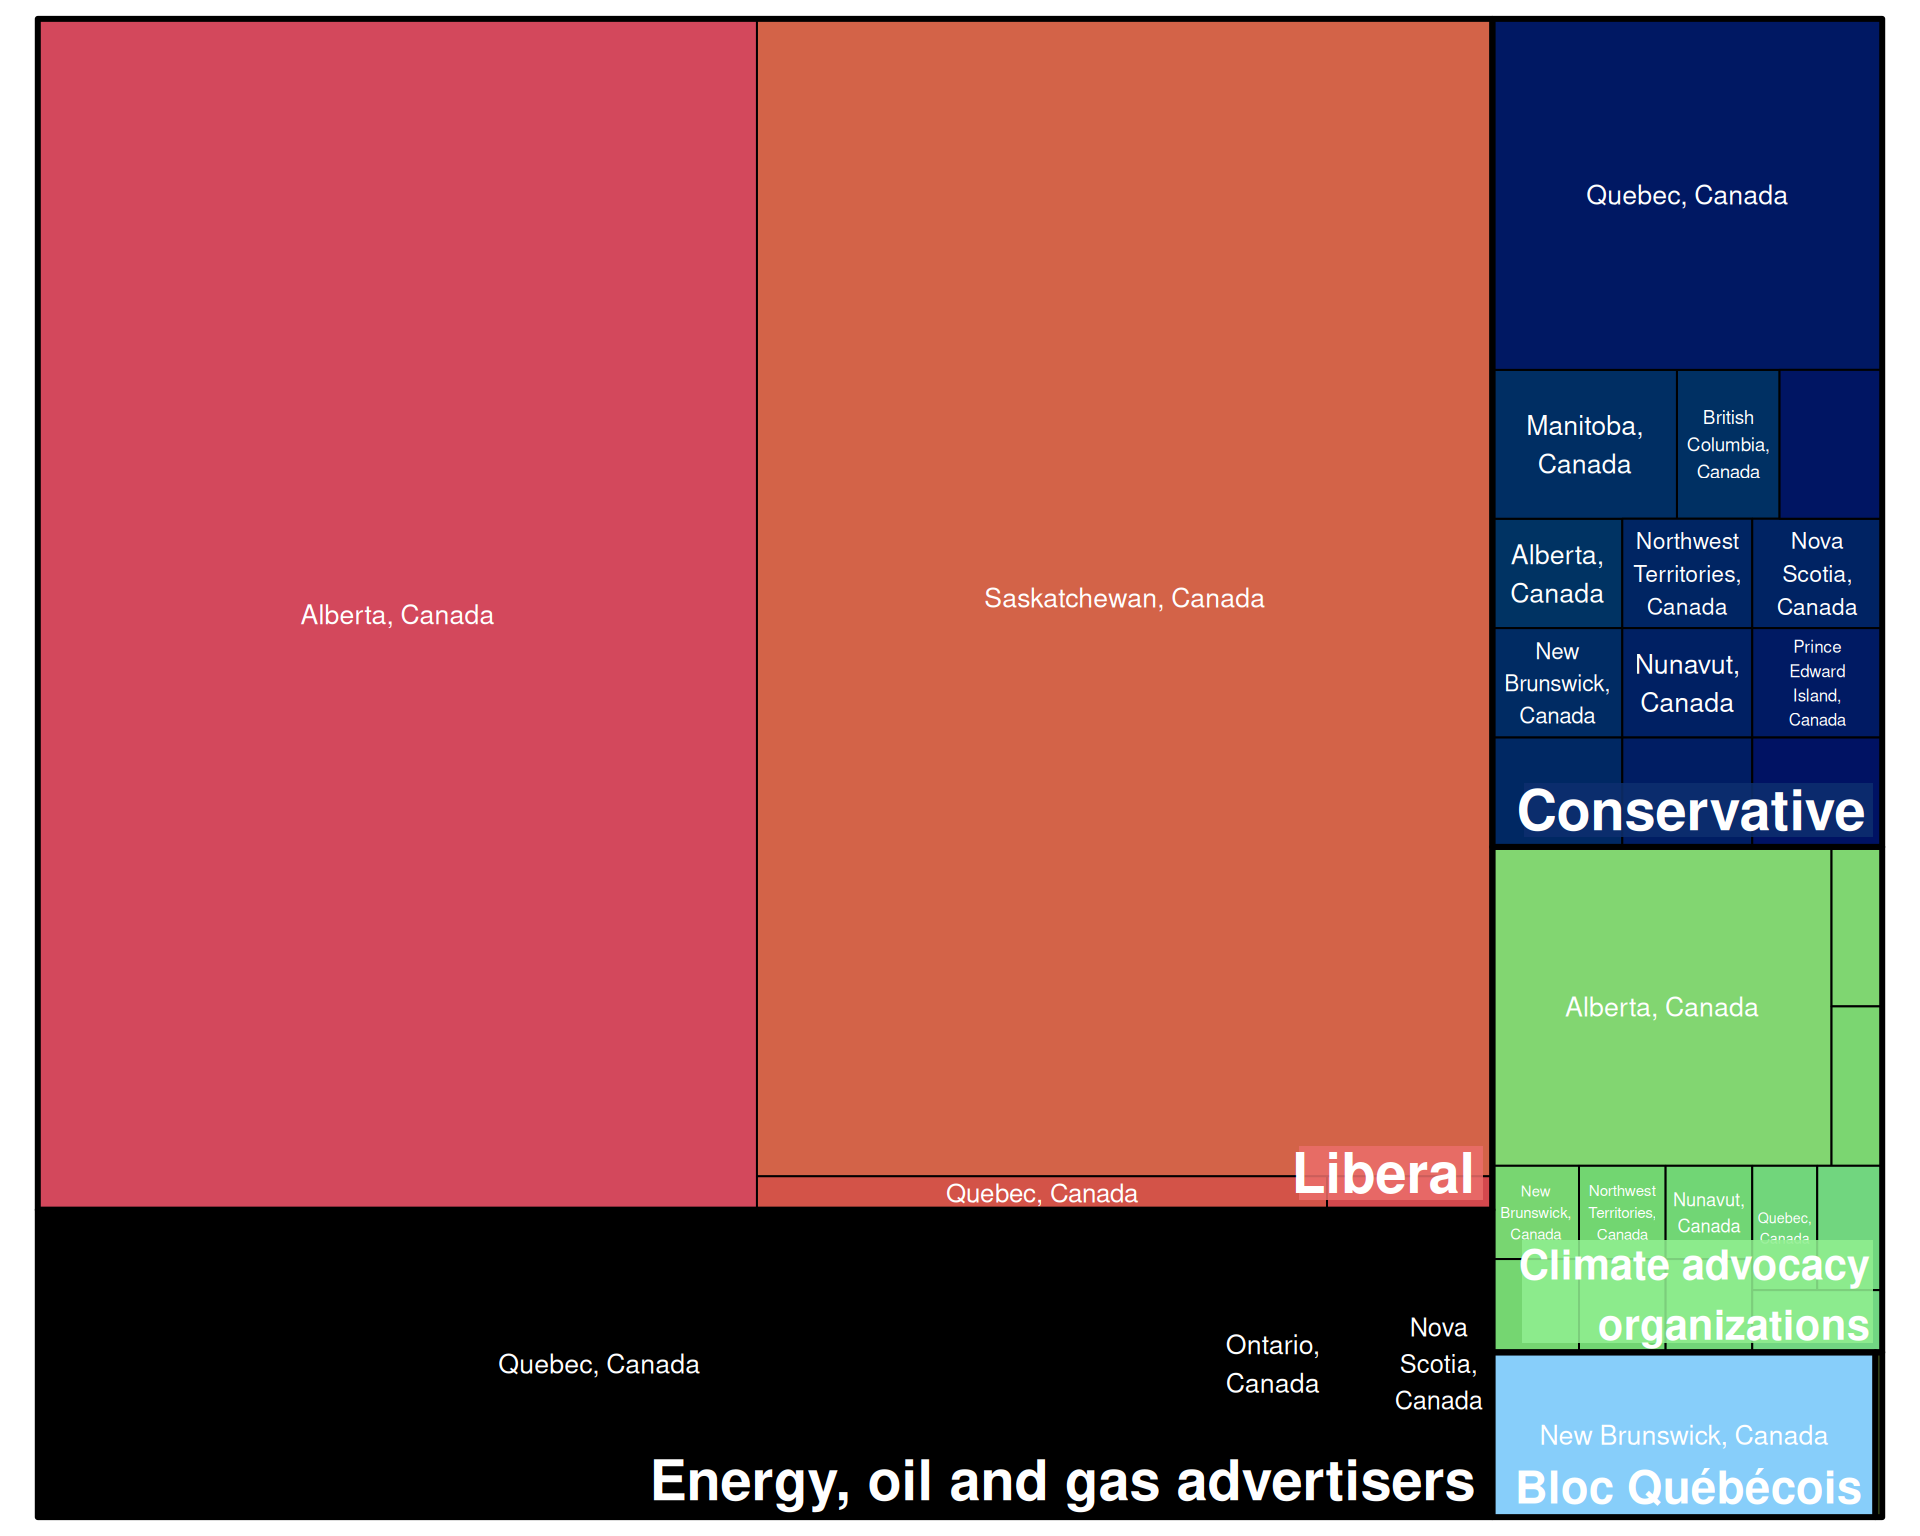 Alberta, Canada
Saskatchewan, Canada
Quebec, Canada
Liberal
Quebec, Canada
Ontario,
Canada
Nova
Scotia,
Canada
Energy, oil and gas advertisers
Quebec, Canada
Manitoba,
Canada
British
Columbia,
Canada
Alberta,
Canada
Northwest
Territories,
Canada
Nova
Scotia,
Canada
New
Brunswick,
Canada
Nunavut,
Canada
Prince
Edward
Island,
Canada
Conservative
Alberta, Canada
New
Brunswick,
Canada
Northwest
Territories,
Canada
Nunavut,
Canada
Quebec,
Canada
Climate advocacy
organizations
New Brunswick, Canada
Bloc Québécois